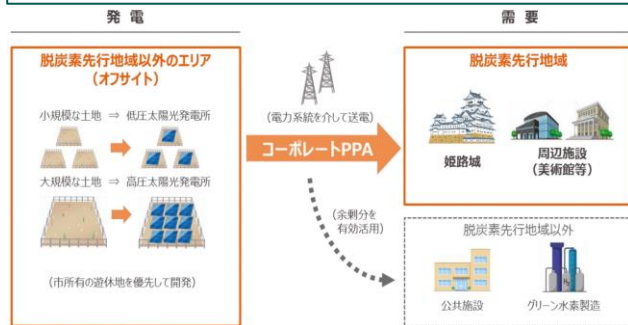 発電
脱炭素先行地域以外のエリア
(オフサイト)
小規模な土地 ⇒ 低圧太陽光発電所
大規模な土地 ⇒ 高圧太陽光発電所
(市所有の遊休地を優先して開発)
(電力系統を介して送電)
コーポレートPPA
(余剰分を
有効活用)
需要
脱炭素先行地域
姫路城
周辺施設
(美術館等)
脱炭素先行地域以外
公共施設
グリーン水素製造